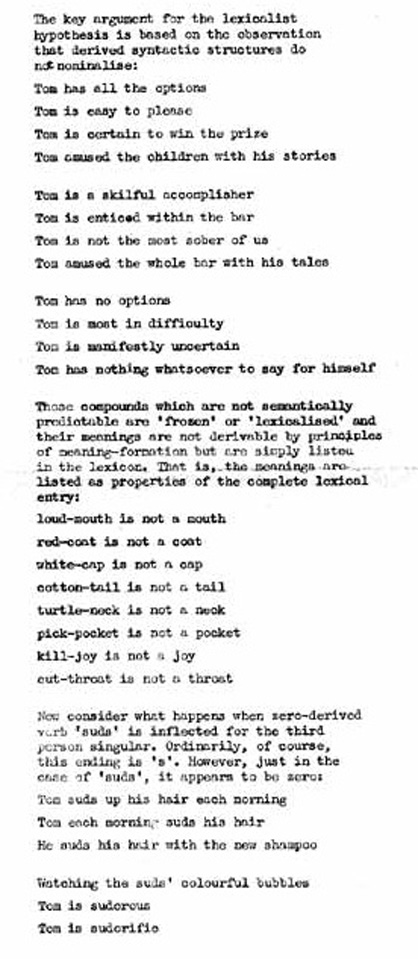 The key argument for the lexicalist
hypothesis is based on the observation
that derived syntactic structures do
not nominalise:
Tom has all the options
Tom is easy to please
Tom is certain to win the prize
Tom amused the children with his stories
Tom is a skilful accomplisher
Tom is enticed within the bar
Tom is not the most sober of us
Tom amused the whole bar with his tales
Tom has no options
Tom is most in difficulty
Tom is manifestly uncertain
Tom has nothing whatsoever to say for himself
Those compounds which are not semantically
predictable are 'frozen' or 'lexicalised' and
their meanings are not derivable by principles
of meaning-formation but are simply listed
in the lexicon. That is, the meanings are
listed as properties of the complete lexical
entry:
loud-mouth is not a mouth
red-coat is not a coat
white-cap is not a cap
cotton-tail is not a tail
turtle-neck is not a neck
pick-pocket is not a pocket
kill-joy is not a joy
cut-throat is not a throat
Now consider what happens when zero-derived
verb 'suds' is inflected for the third
person singular. Ordinarily, of course,
this ending is 's'. However, just in the
case of 'suds', it appears to be zero:
Tom suds up his hair each morning
Tom each morning suds his hair
He suds his hair with the new shampoo
Watching the suds' colourful bubbles
Tom is sudorous
Tom is sudorific